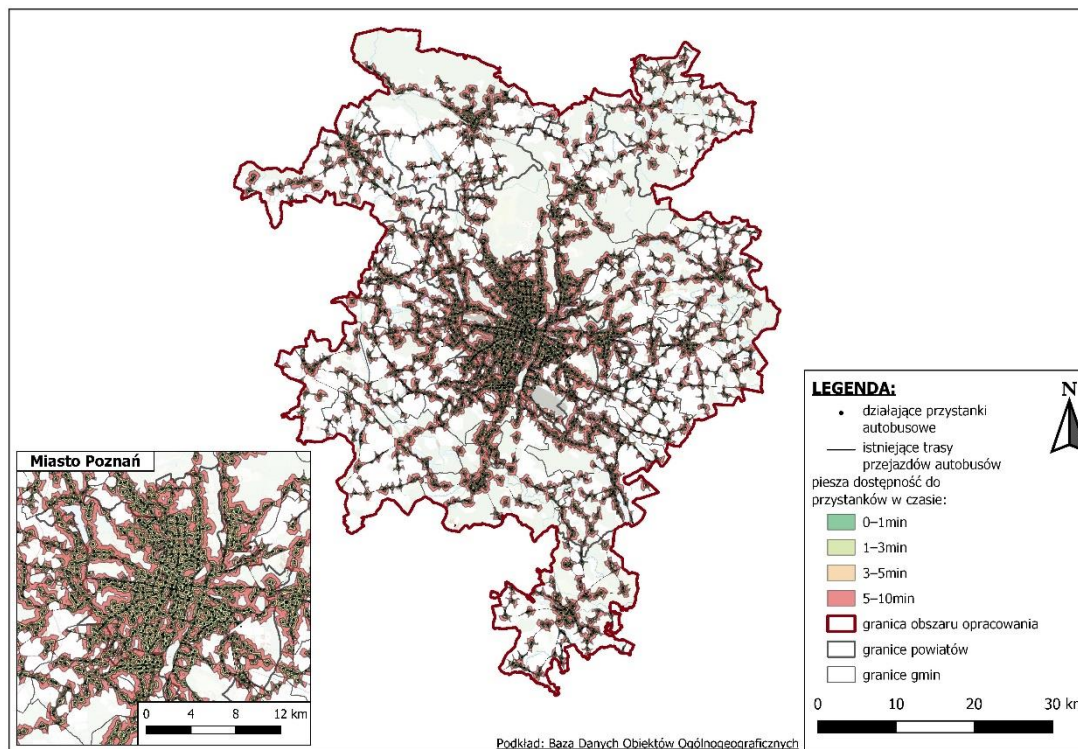 Miasto Poznań
0 4 8 12 km
LEGENDA:
działające przystanki
autobusowe
istniejące trasy
przejazdów autobusów
piesza dostępność do
przystanków w czasie:
0–1min
1–3min
3–5min
5–10min
granica obszaru opracowania
granice powiatów
granice gmin
N
0 10 20 30 km
Podkład: Baza Danych Obiektów Ogólnogeograficznych